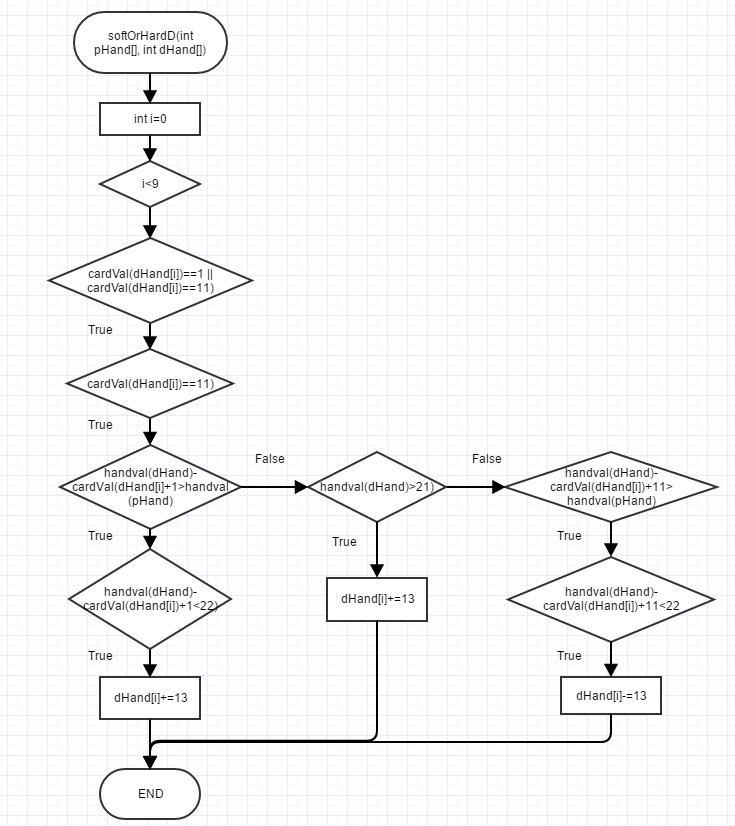 softOrHardD(int
pHand[], int dHand[])
int i=0
i<9
cardVal(dHand[i])==1 ||
cardVal(dHand[i])==11)
True
cardVal(dHand[i])==11)
True
handval(dHand)-
cardVal(dHand[i]+1>handval
(pHand)
False
handval(dHand)>21)
False
handval(dHand)-
cardVal(dHand[i])+11>
handval(pHand)
True
True
True
handval(dHand)-
cardVal(dHand[i])+1<22)
dHand[i]+=13
handval(dHand)-
cardVal(dHand[i])+11<22
True
True
dHand[i]+=13
dHand[i]-=13
END